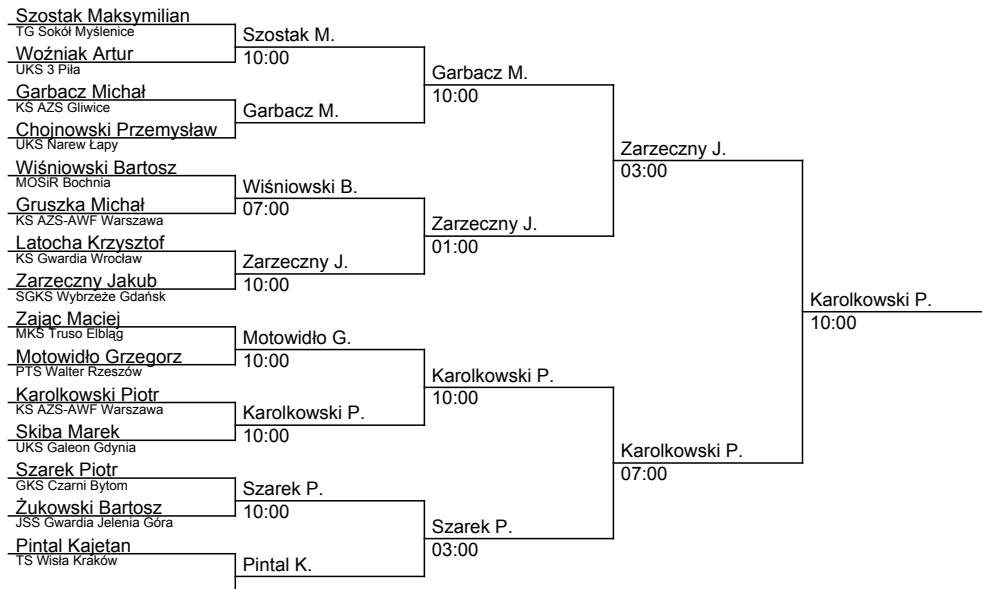 Szostak Maksymilian
TG Sokół Myślenice
Woźniak Artur
UKS 3 Piła
Garbacz Michał
KŚ AZS Gliwice
Chojnowski Przemysław
UKS Narew Łapy
Wiśniowski Bartosz
MOSiR Bochnia
Gruszka Michał
KS AZS-AWF Warszawa
Latocha Krzysztof
KS Gwardia Wrocław
Zarzeczny Jakub
SGKS Wybrzeże Gdańsk
Zając Maciej
MKS Truso Elbląg
Motowidło Grzegorz
PTS Walter Rzeszów
Karolkowski Piotr
KS AZS-AWF Warszawa
Skiba Marek
UKS Galeon Gdynia
Szarek Piotr
GKS Czarni Bytom
Żukowski Bartosz
JSS Gwardia Jelenia Góra
Pintal Kajetan
TS Wisła Kraków
Szostak M.
10:00
Garbacz M.
Wiśniowski B.
07:00
Zarzeczny J.
10:00
Motowidło G.
10:00
Karolkowski P.
10:00
Szarek P.
10:00
Pintal K.
Garbacz M.
10:00
Zarzeczny J.
01:00
Karolkowski P.
10:00
Szarek P.
03:00
Zarzeczny J.
03:00
Karolkowski P.
07:00
Karolkowski P.
10:00